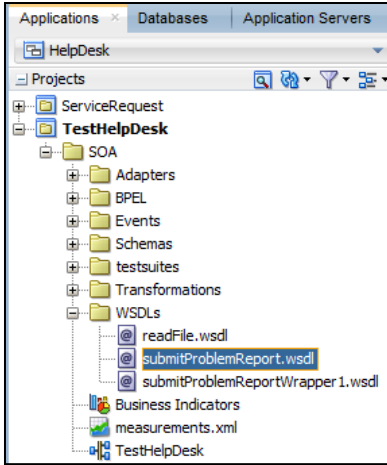 Applications Databases Application Servers
HelpDesk
Projects
ServiceRequest
TestHelpDesk
SOA
Adapters
BPEL
Events
Schemas
testsuites
Transformations
WSDLs
@ readFile.wsdl
@ submitProblemReport.wsdl
@ submitProblemReportWrapper1.wsdl
Business Indicators
measurements.xml
TestHelpDesk